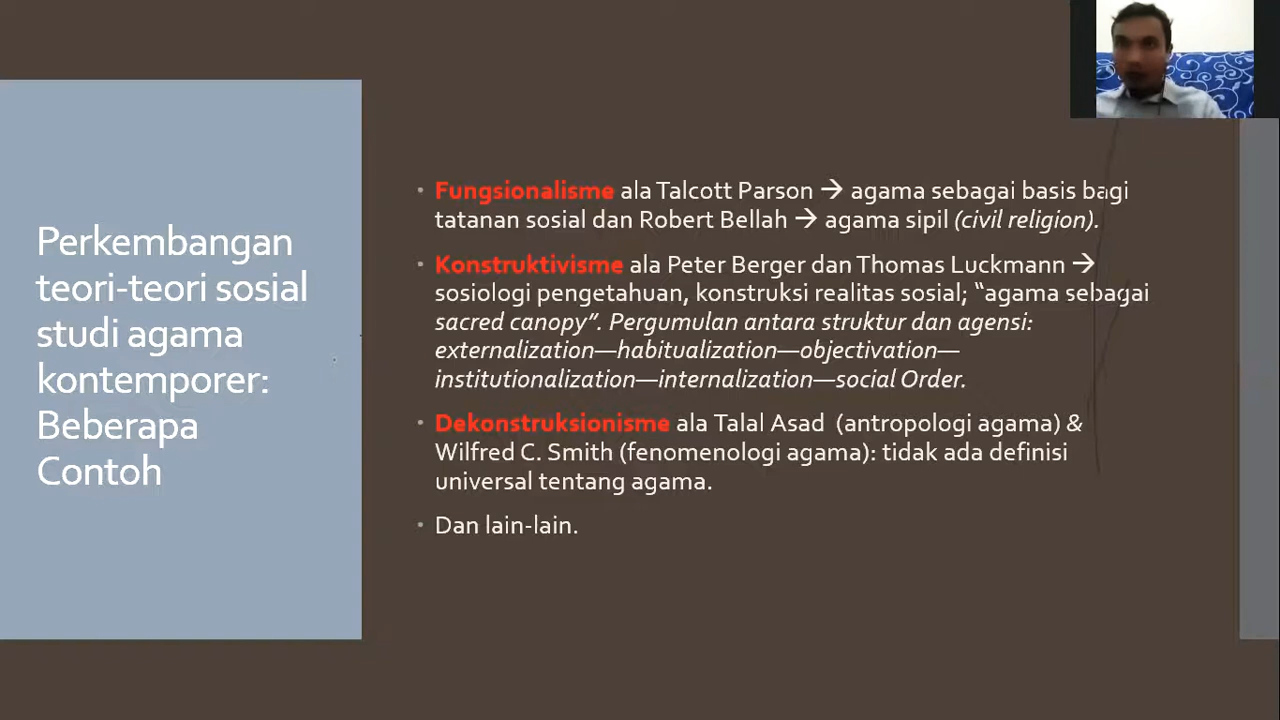 Perkembangan
teori-teori sosial
studi agama
kontemporer:
Beberapa
Contoh
• Fungsionalisme ala Talcott Parson → agama sebagai basis bagi
tatanan sosial dan Robert Bellah → agama sipil (civil religion).
• Konstruktivisme ala Peter Berger dan Thomas Luckmann →
sosiologi pengetahuan, konstruksi realitas sosial; “agama sebagai
sacred canopy”. Pergumulan antara struktur dan agensi:
externalization—habitualization—objectivation—
institutionalization—internalization—social Order.
• Dekonstruksionisme ala Talal Asad (antropologi agama) &
Wilfred C. Smith (fenomenologi agama): tidak ada definisi
universal tentang agama.
• Dan lain-lain.